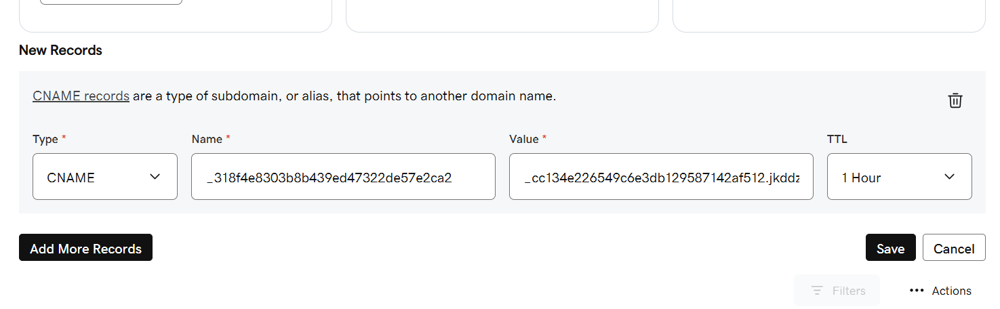 New Records
CNAME records are a type of subdomain, or alias, that points to another domain name.
Type * Name * Value * TTL
CNAME _318f4e8303b8b439ed47322de57e2ca2 _cc134e226549c6e3db129587142af512.jkddz 1 Hour
Add More Records Save Cancel
Filters ••• Actions